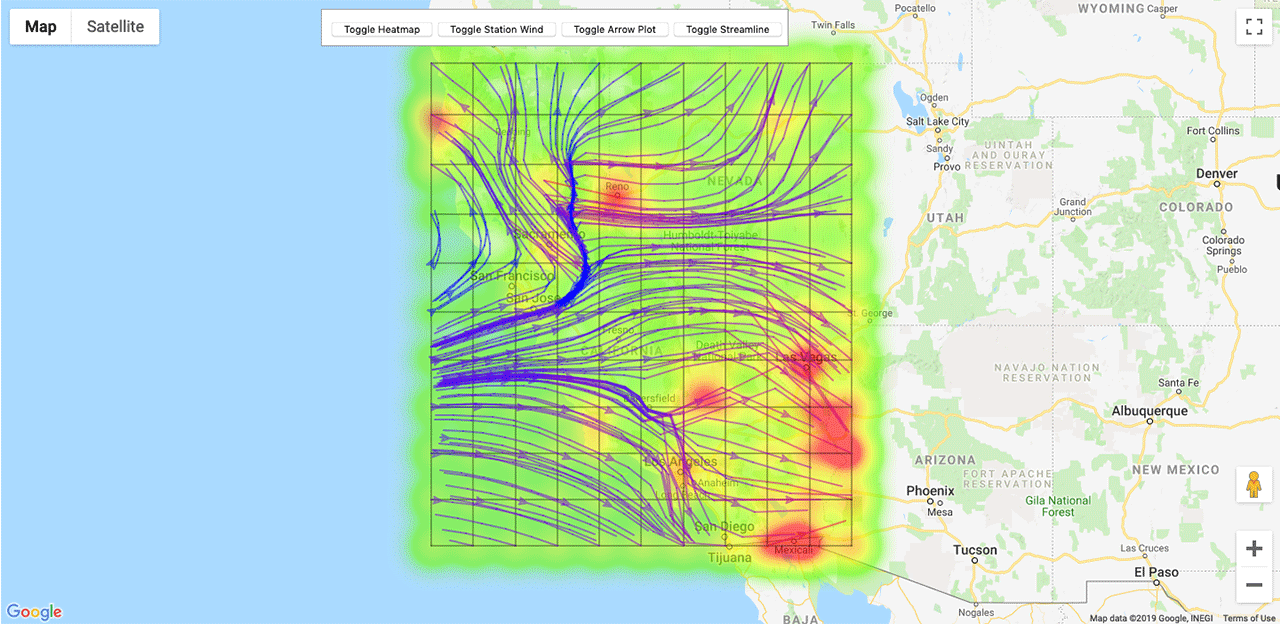 Map
Satellite
Toggle Heatmap
Toggle Station Wind
Toggle Arrow Plot
Toggle Streamline
Pocatello
WYOMING
Casper
Twin Falls
Ogden
Salt Lake City
Sandy
Provo
UINTAH
AND OURAY
RESERVATION
Fort Collins
Denver
Redding
Reno
NEVADA
Grand
Junction
COLORADO
UTAH
Sacramento
Humboldt-Toiyabe
National Forest
Colorado
Springs
Pueblo
San Francisco
San Jose
St. George
Fresno
CALIFORNIA
Death Valley
National Park
Las Vegas
NAVAJO NATION
RESERVATION
Santa Fe
Bakersfield
Albuquerque
Los Angeles
Anaheim
Long Beach
ARIZONA
FORT APACHE
RESERVATION
NEW MEXICO
Phoenix
Mesa
Gila National
Forest
San Diego
Tijuana
Mexicali
Tucson
Las Cruces
El Paso
Nogales
BAJA
Google
Map data ©2019 Google, INEGI
Terms of Use